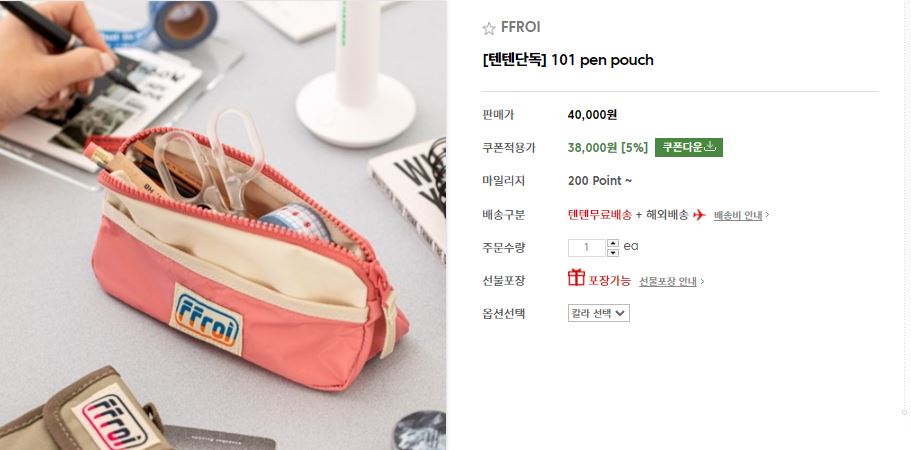 FFROI
[텐텐단독] 101 pen pouch
판매가 40,000원
쿠폰적용가 38,000원 [5%] 쿠폰다운
마일리지 200 Point ~
배송구분 텐텐무료배송 + 해외배송 배송비 안내
주문수량 1 ea
선물포장 포장가능 선물포장 안내
옵션선택 칼라 선택
ffroi
ffroi